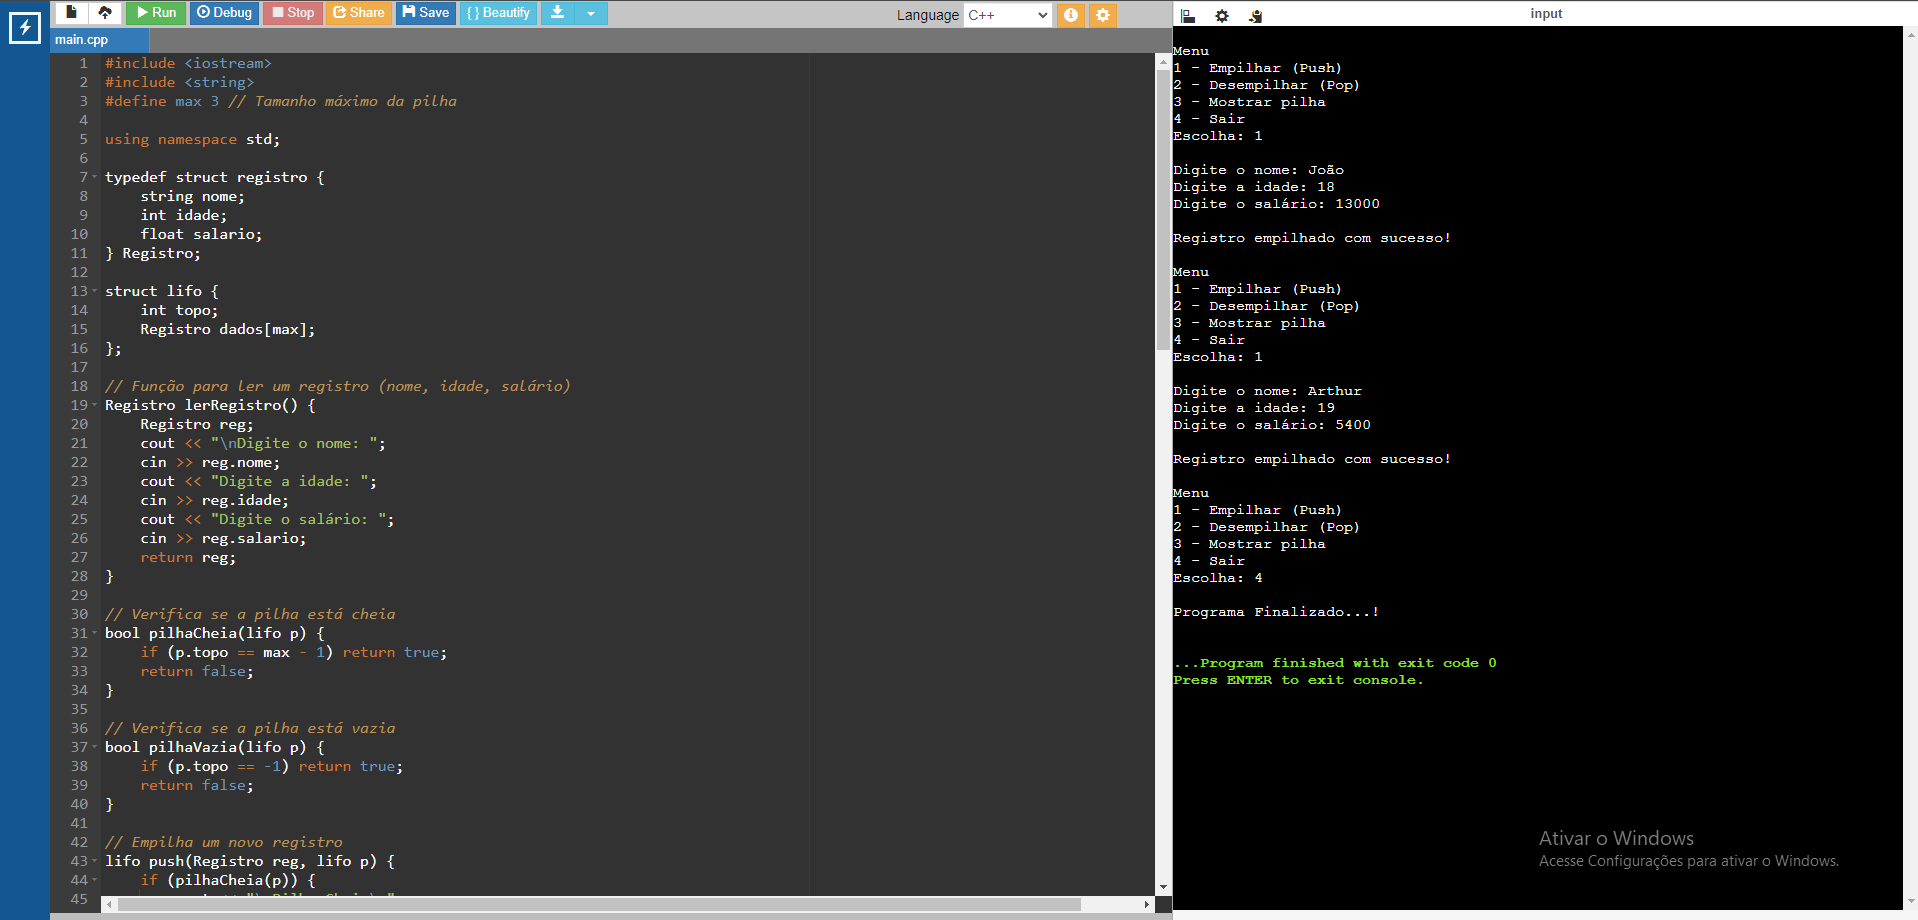 Run Debug Stop Share Save { } Beautify Language C++
main.cpp
1 #include <iostream>
2 #include <string>
3 #define max 3 // Tamanho máximo da pilha
4
5 using namespace std;
6
7 typedef struct registro {
8 string nome;
9 int idade;
10 float salario;
11 } Registro;
12
13 struct lifo {
14 int topo;
15 Registro dados[max];
16 };
17
18 // Função para ler um registro (nome, idade, salário)
19 Registro lerRegistro() {
20 Registro reg;
21 cout << "\nDigite o nome: ";
22 cin >> reg.nome;
23 cout << "Digite a idade: ";
24 cin >> reg.idade;
25 cout << "Digite o salário: ";
26 cin >> reg.salario;
27 return reg;
28 }
29
30 // Verifica se a pilha está cheia
31 bool pilhaCheia(lifo p) {
32 if (p.topo == max - 1) return true;
33 return false;
34 }
35
36 // Verifica se a pilha está vazia
37 bool pilhaVazia(lifo p) {
38 if (p.topo == -1) return true;
39 return false;
40 }
41
42 // Empilha um novo registro
43 lifo push(Registro reg, lifo p) {
44 if (pilhaCheia(p)) {
45
input
Menu
1 - Empilhar (Push)
2 - Desempilhar (Pop)
3 - Mostrar pilha
4 - Sair
Escolha: 1
Digite o nome: João
Digite a idade: 18
Digite o salário: 13000
Registro empilhado com sucesso!
Menu
1 - Empilhar (Push)
2 - Desempilhar (Pop)
3 - Mostrar pilha
4 - Sair
Escolha: 1
Digite o nome: Arthur
Digite a idade: 19
Digite o salário: 5400
Registro empilhado com sucesso!
Menu
1 - Empilhar (Push)
2 - Desempilhar (Pop)
3 - Mostrar pilha
4 - Sair
Escolha: 4
Programa Finalizado...!
...Program finished with exit code 0
Press ENTER to exit console.
Ativar o Windows
Acesse Configurações para ativar o Windows.